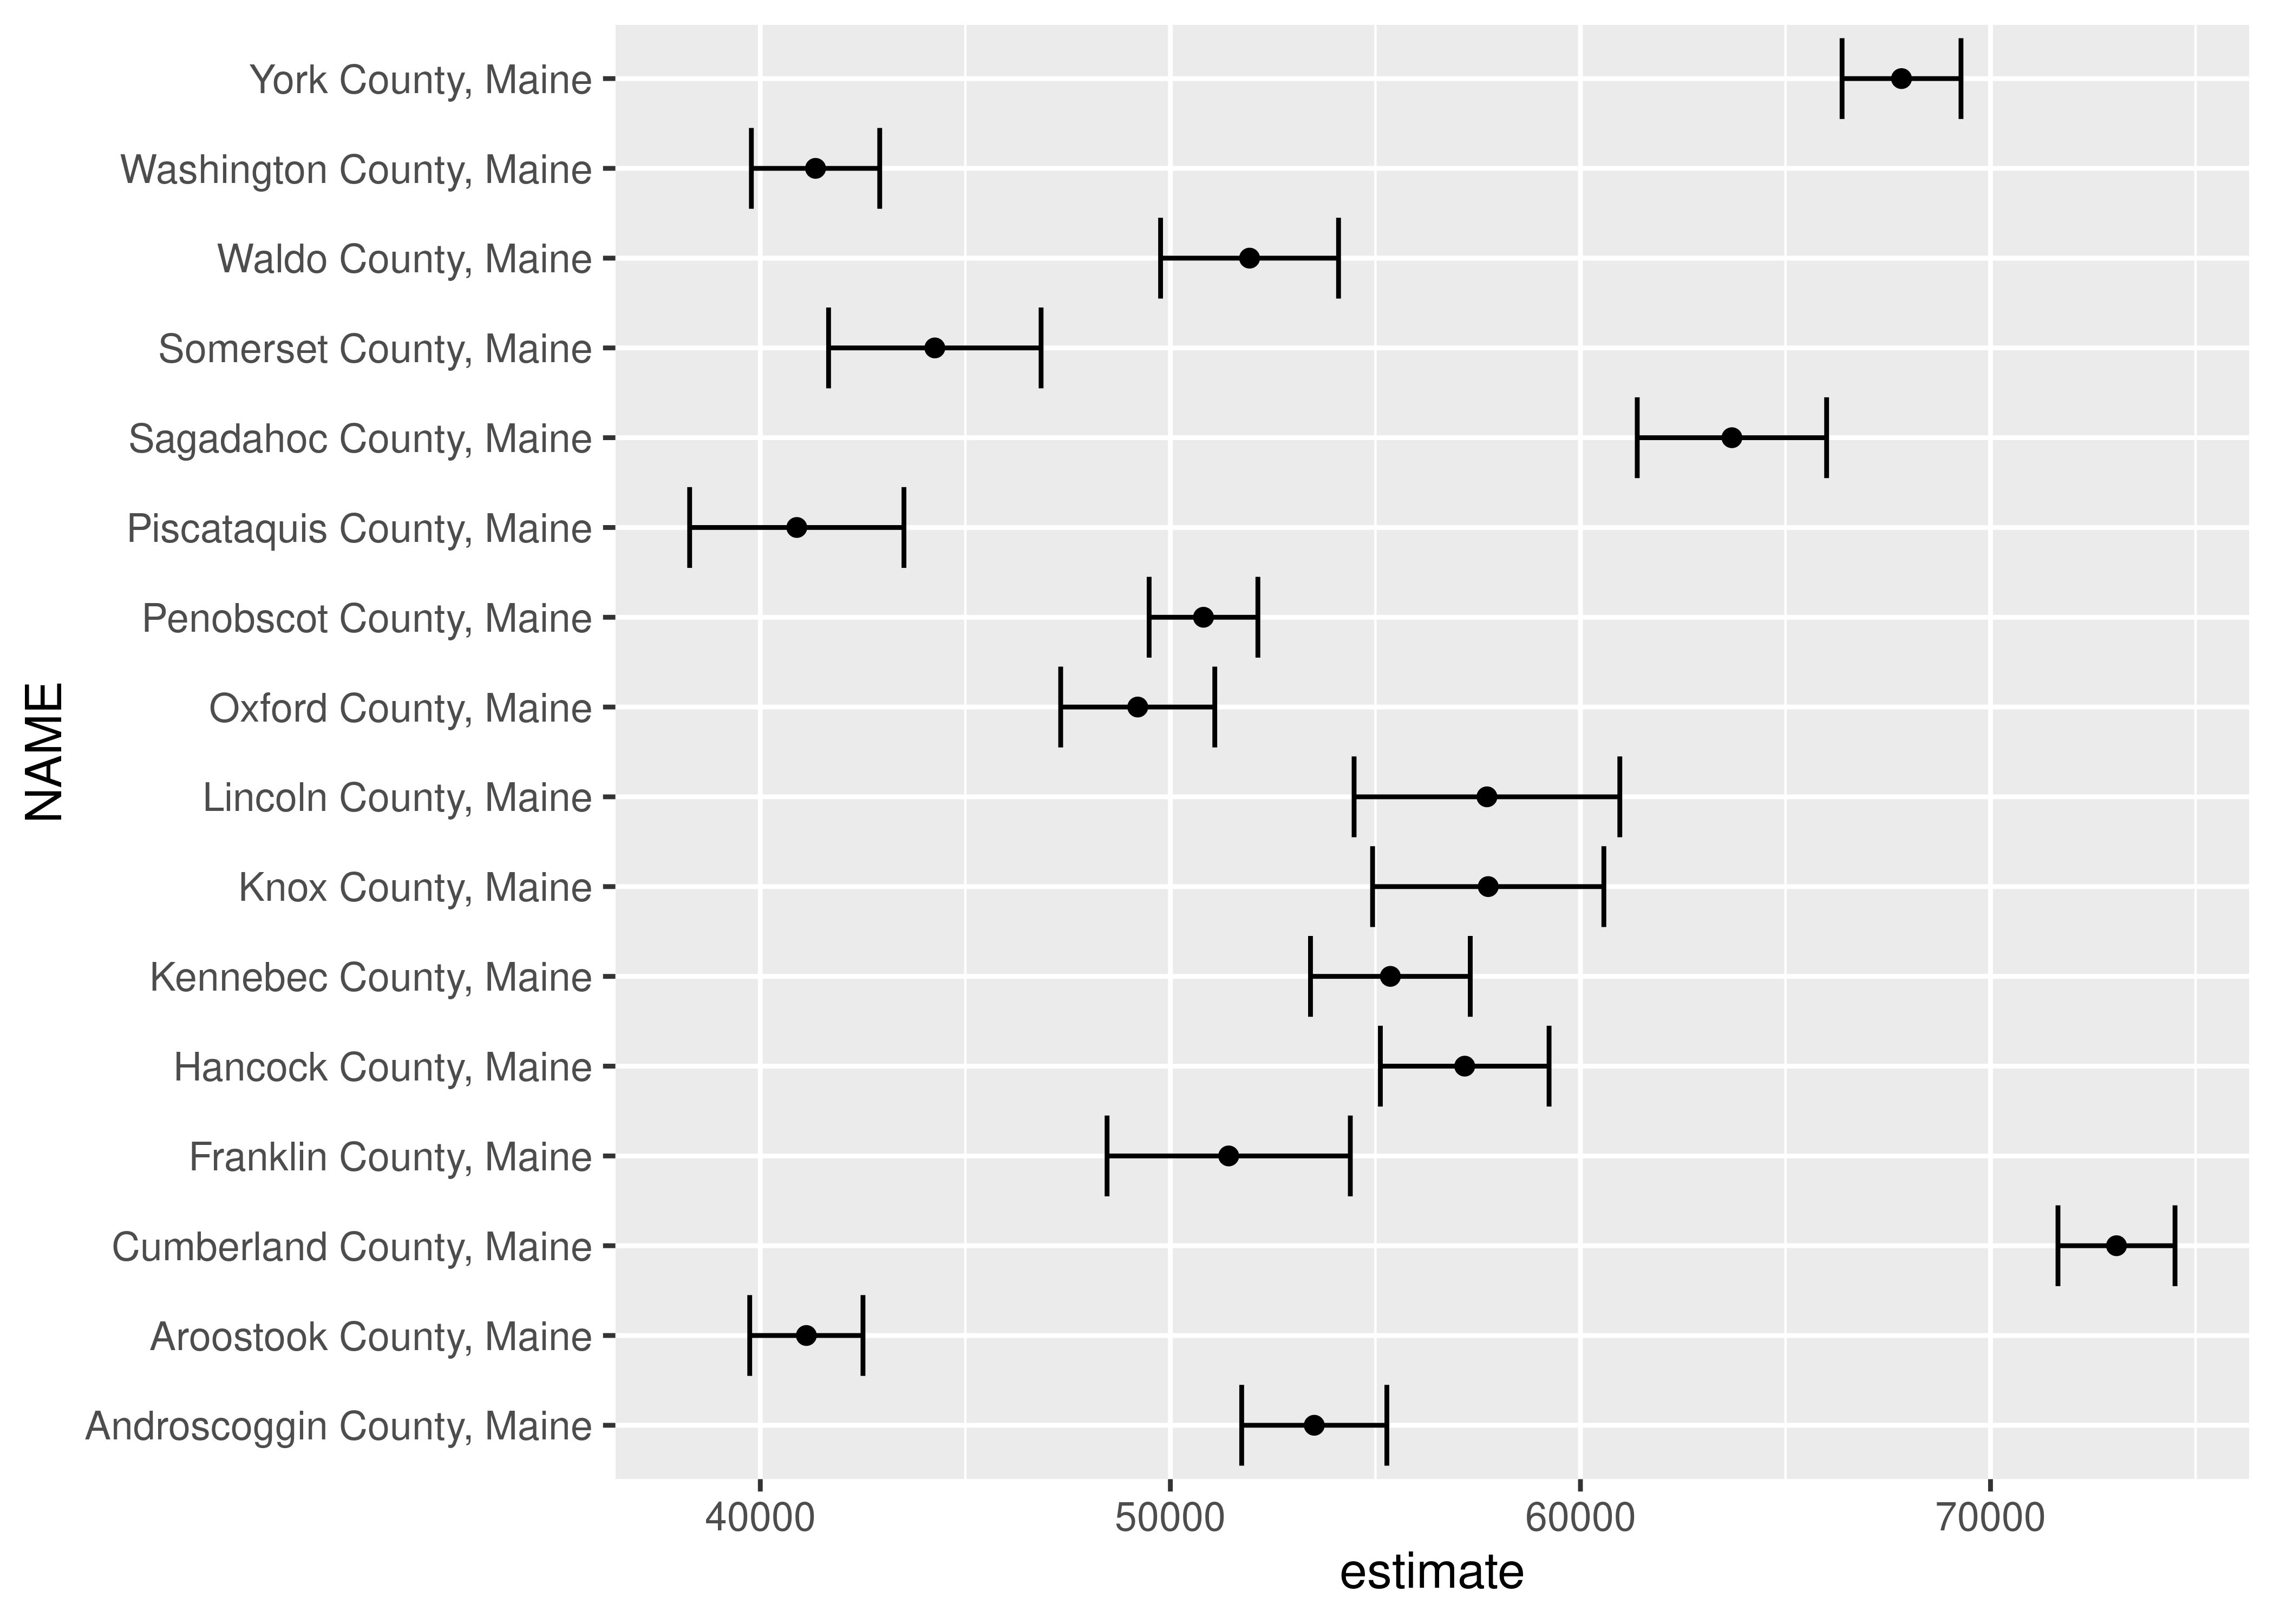 York County, Maine
Washington County, Maine
Waldo County, Maine
Somerset County, Maine
Sagadahoc County, Maine
Piscataquis County, Maine
Penobscot County, Maine
Oxford County, Maine
Lincoln County, Maine
Knox County, Maine
Kennebec County, Maine
Hancock County, Maine
Franklin County, Maine
Cumberland County, Maine
Aroostook County, Maine
Androscoggin County, Maine
NAME
40000 50000 60000 70000
estimate